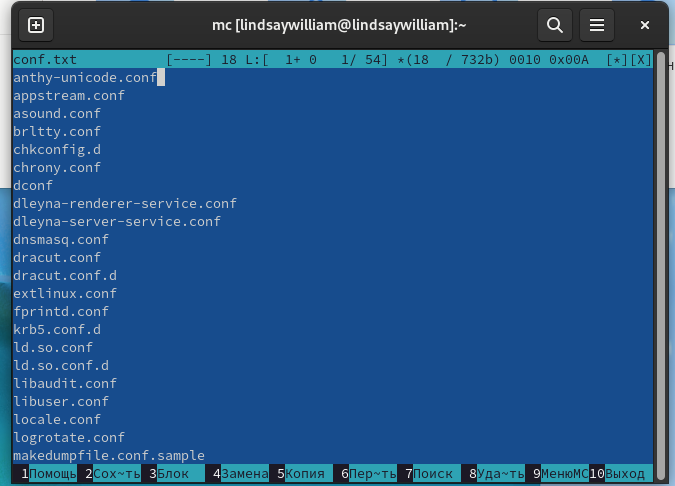 mc [lindsaywilliam@lindsaywilliam]:~
conf.txt [----] 18 L:[ 1+ 0 1/ 54] *(18 / 732b) 0010 0x00A [*][X]
anthy-unicode.conf
appstream.conf
asound.conf
brltty.conf
chkconfig.d
chrony.conf
dconf
dleyna-renderer-service.conf
dleyna-server-service.conf
dnsmasq.conf
dracut.conf
dracut.conf.d
extlinux.conf
fprintd.conf
krb5.conf.d
ld.so.conf
ld.so.conf.d
libaudit.conf
libuser.conf
locale.conf
logrotate.conf
makedumpfile.conf.sample
1Помощь 2Сох~ть 3Блок 4Замена 5Копия 6Пер~ть 7Поиск 8Уда~ть 9МенюMC 10Выход